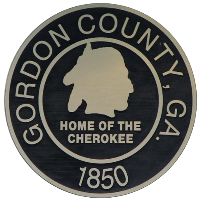 GORDON COUNTY, GA.
HOME OF THE
CHEROKEE
1850